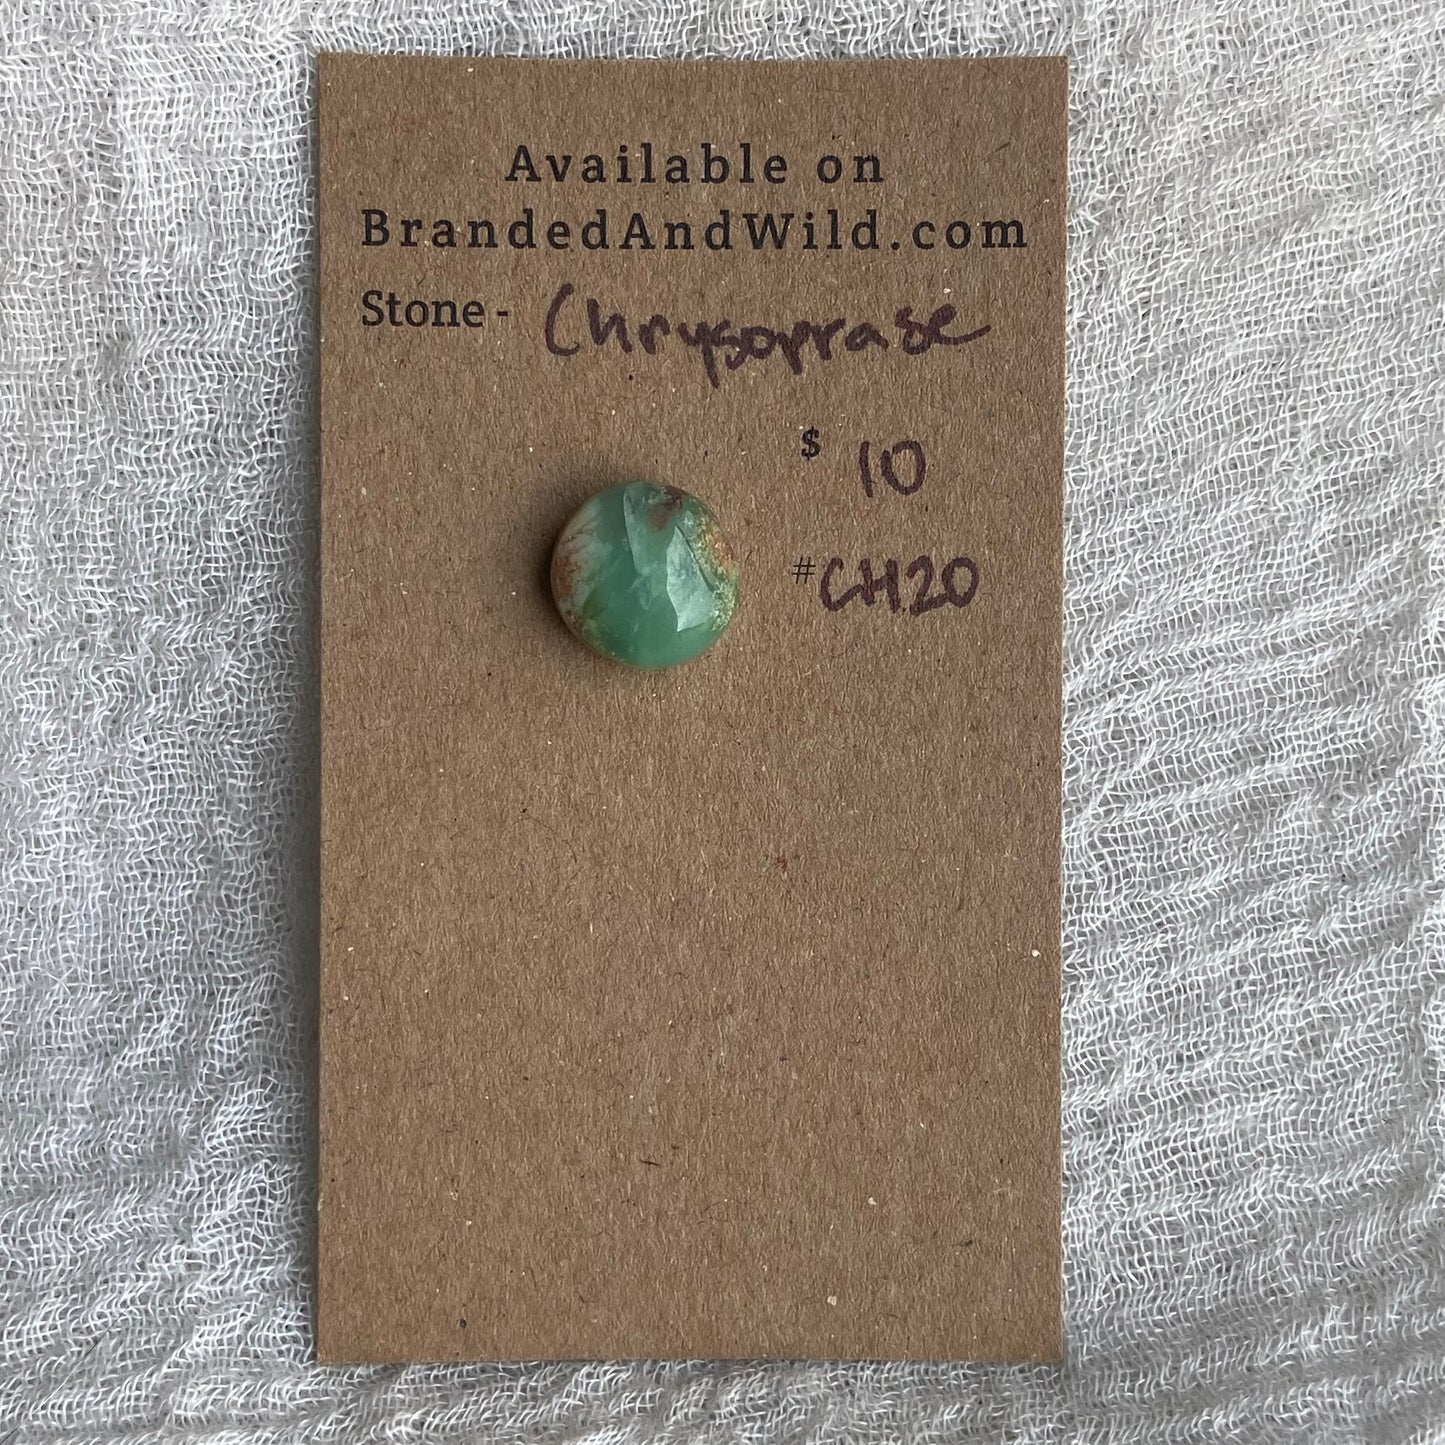 Available on
BrandedAndWild.com
Stone - Chrysoprase
$ 10
#CH20